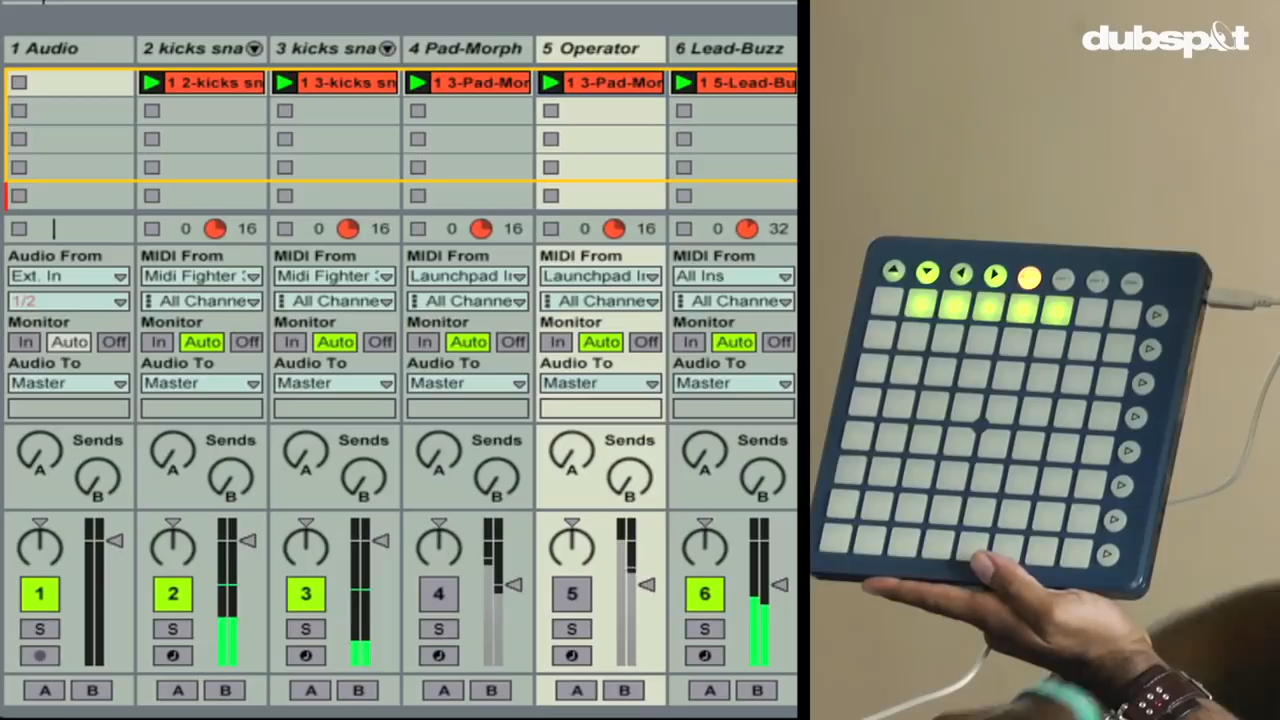 dubspot
1 Audio 2 kicks sna 3 kicks sna 4 Pad-Morph 5 Operator 6 Lead-Buzz
1 2-kicks sn 1 3-kicks sn 1 3-Pad-Mor 1 3-Pad-Mor 1 5-Lead-Bu
0 16 0 16 0 16 0 16 0 32
Audio From MIDI From MIDI From MIDI From MIDI From MIDI From
Ext. In Midi Fighter Midi Fighter Launchpad In Launchpad In All Ins
1/2 All Channe All Channe All Channe All Channe All Channe
Monitor Monitor Monitor Monitor Monitor Monitor
In Auto Off In Auto Off In Auto Off In Auto Off In Auto Off In Auto Off
Audio To Audio To Audio To Audio To Audio To Audio To
Master Master Master Master Master Master
Sends Sends Sends Sends Sends Sends
A A A A A A
B B B B B B
1 2 3 4 5 6
S S S S S S
A B A B A B A B A B A B